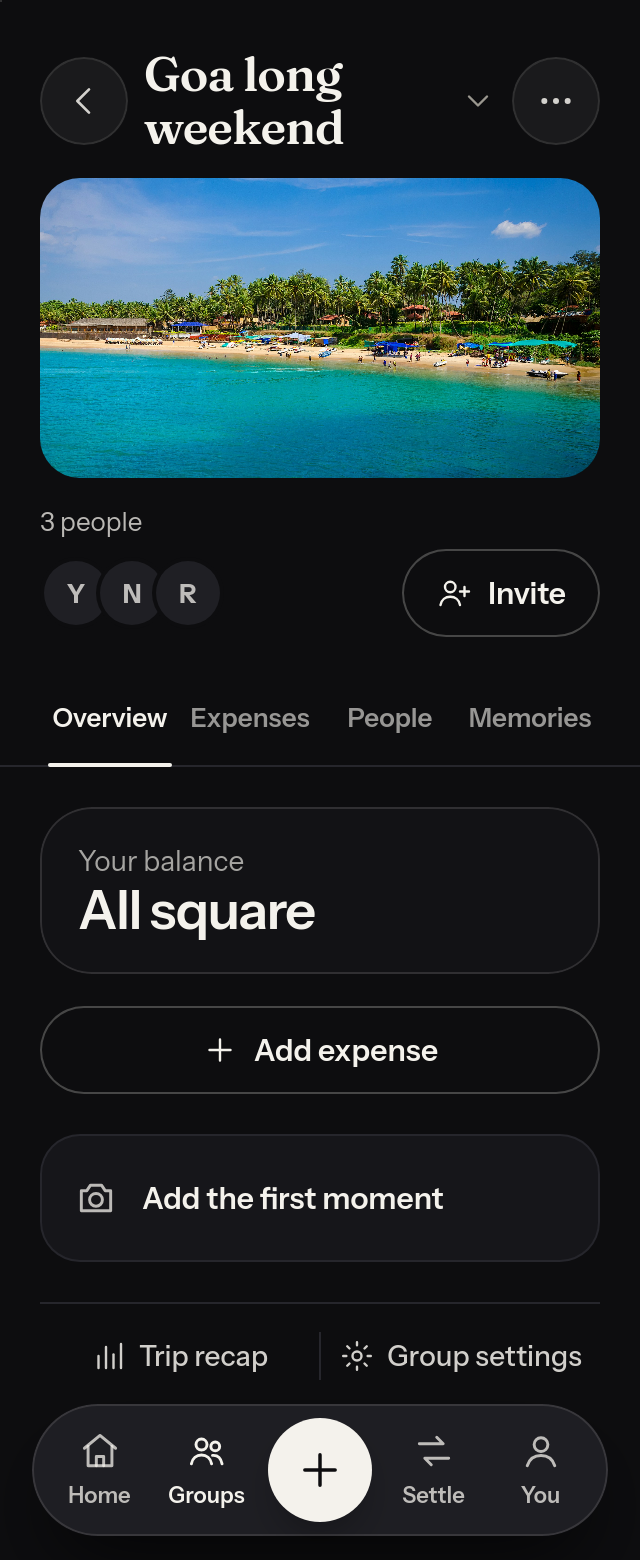 Goa long
weekend
3 people
Y N R
Invite
Overview Expenses People Memories
Your balance
All square
Add expense
Add the first moment
Trip recap Group settings
Home Groups Settle You